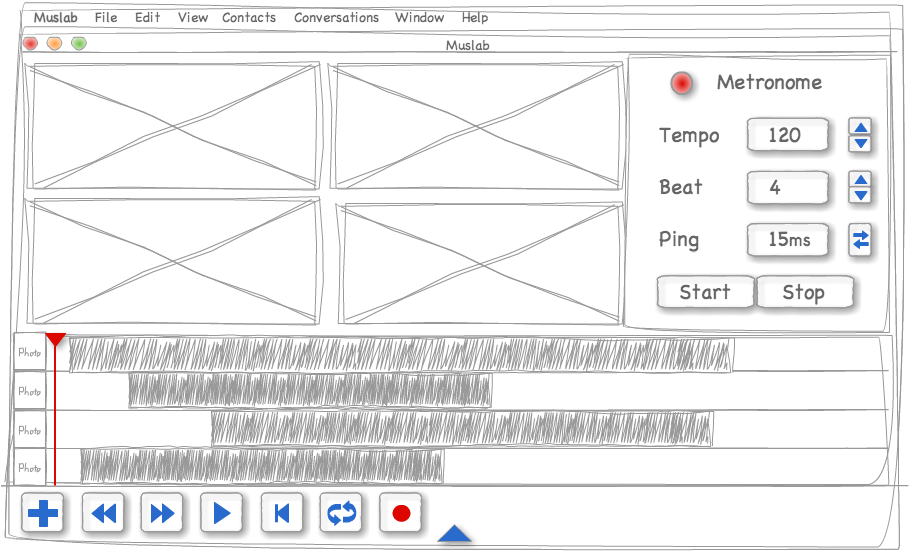 Muslab File Edit View Contacts Conversations Window Help
Muslab
Metronome
Tempo 120
Beat 4
Ping 15ms
Start Stop
Photo
Photo
Photo
Photo